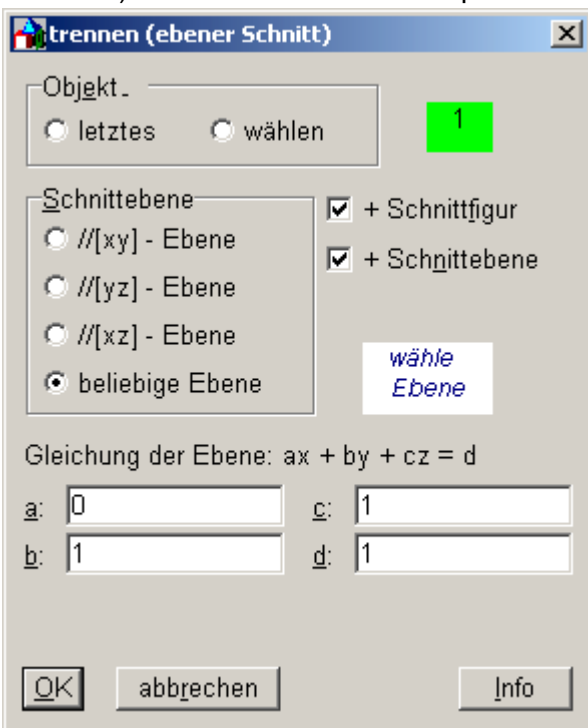 trennen (ebener Schnitt)
Objekt
letztes wählen
1
Schnittebene
+ Schnittfigur
//[xy] - Ebene
+ Schnittebene
//[yz] - Ebene
//[xz] - Ebene
beliebige Ebene
wähle
Ebene
Gleichung der Ebene: ax + by + cz = d
a: 0 c: 1
b: 1 d: 1
OK abbrechen Info